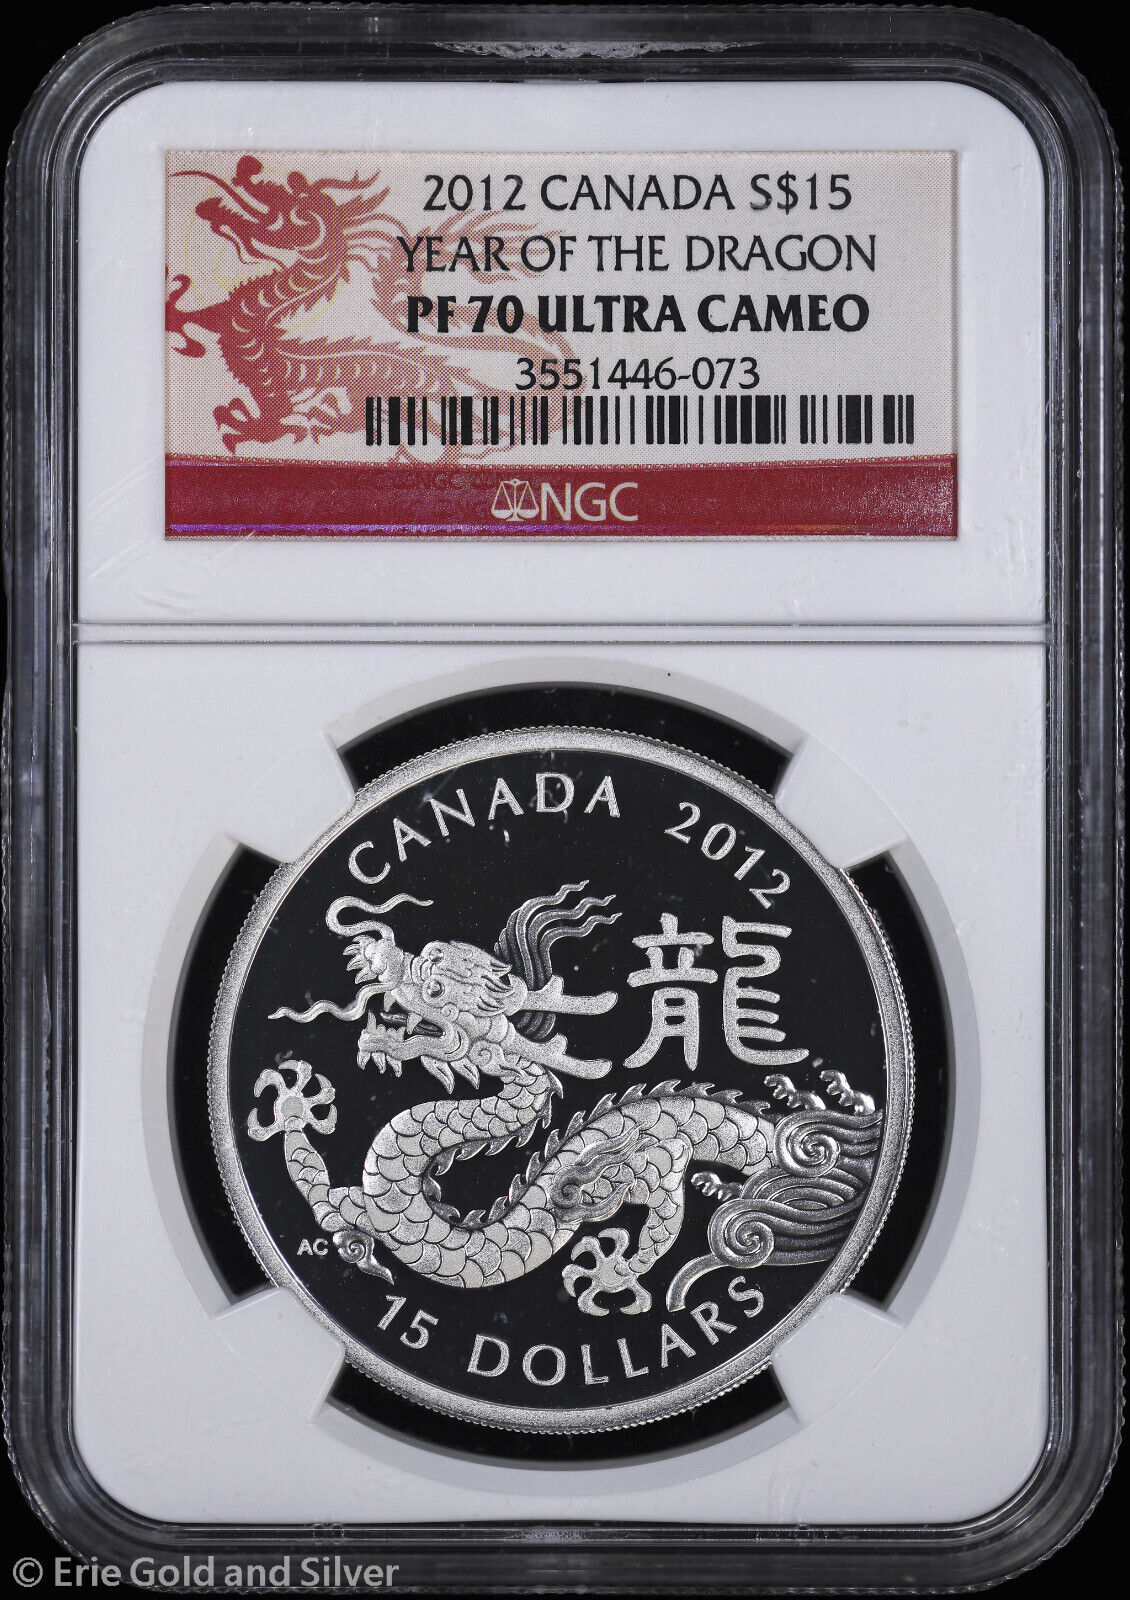 2012 CANADA S$15
YEAR OF THE DRAGON
PF 70 ULTRA CAMEO
3551446-073
NGC
CANADA 2012
龍
AC
15 DOLLARS
© Erie Gold and Silver